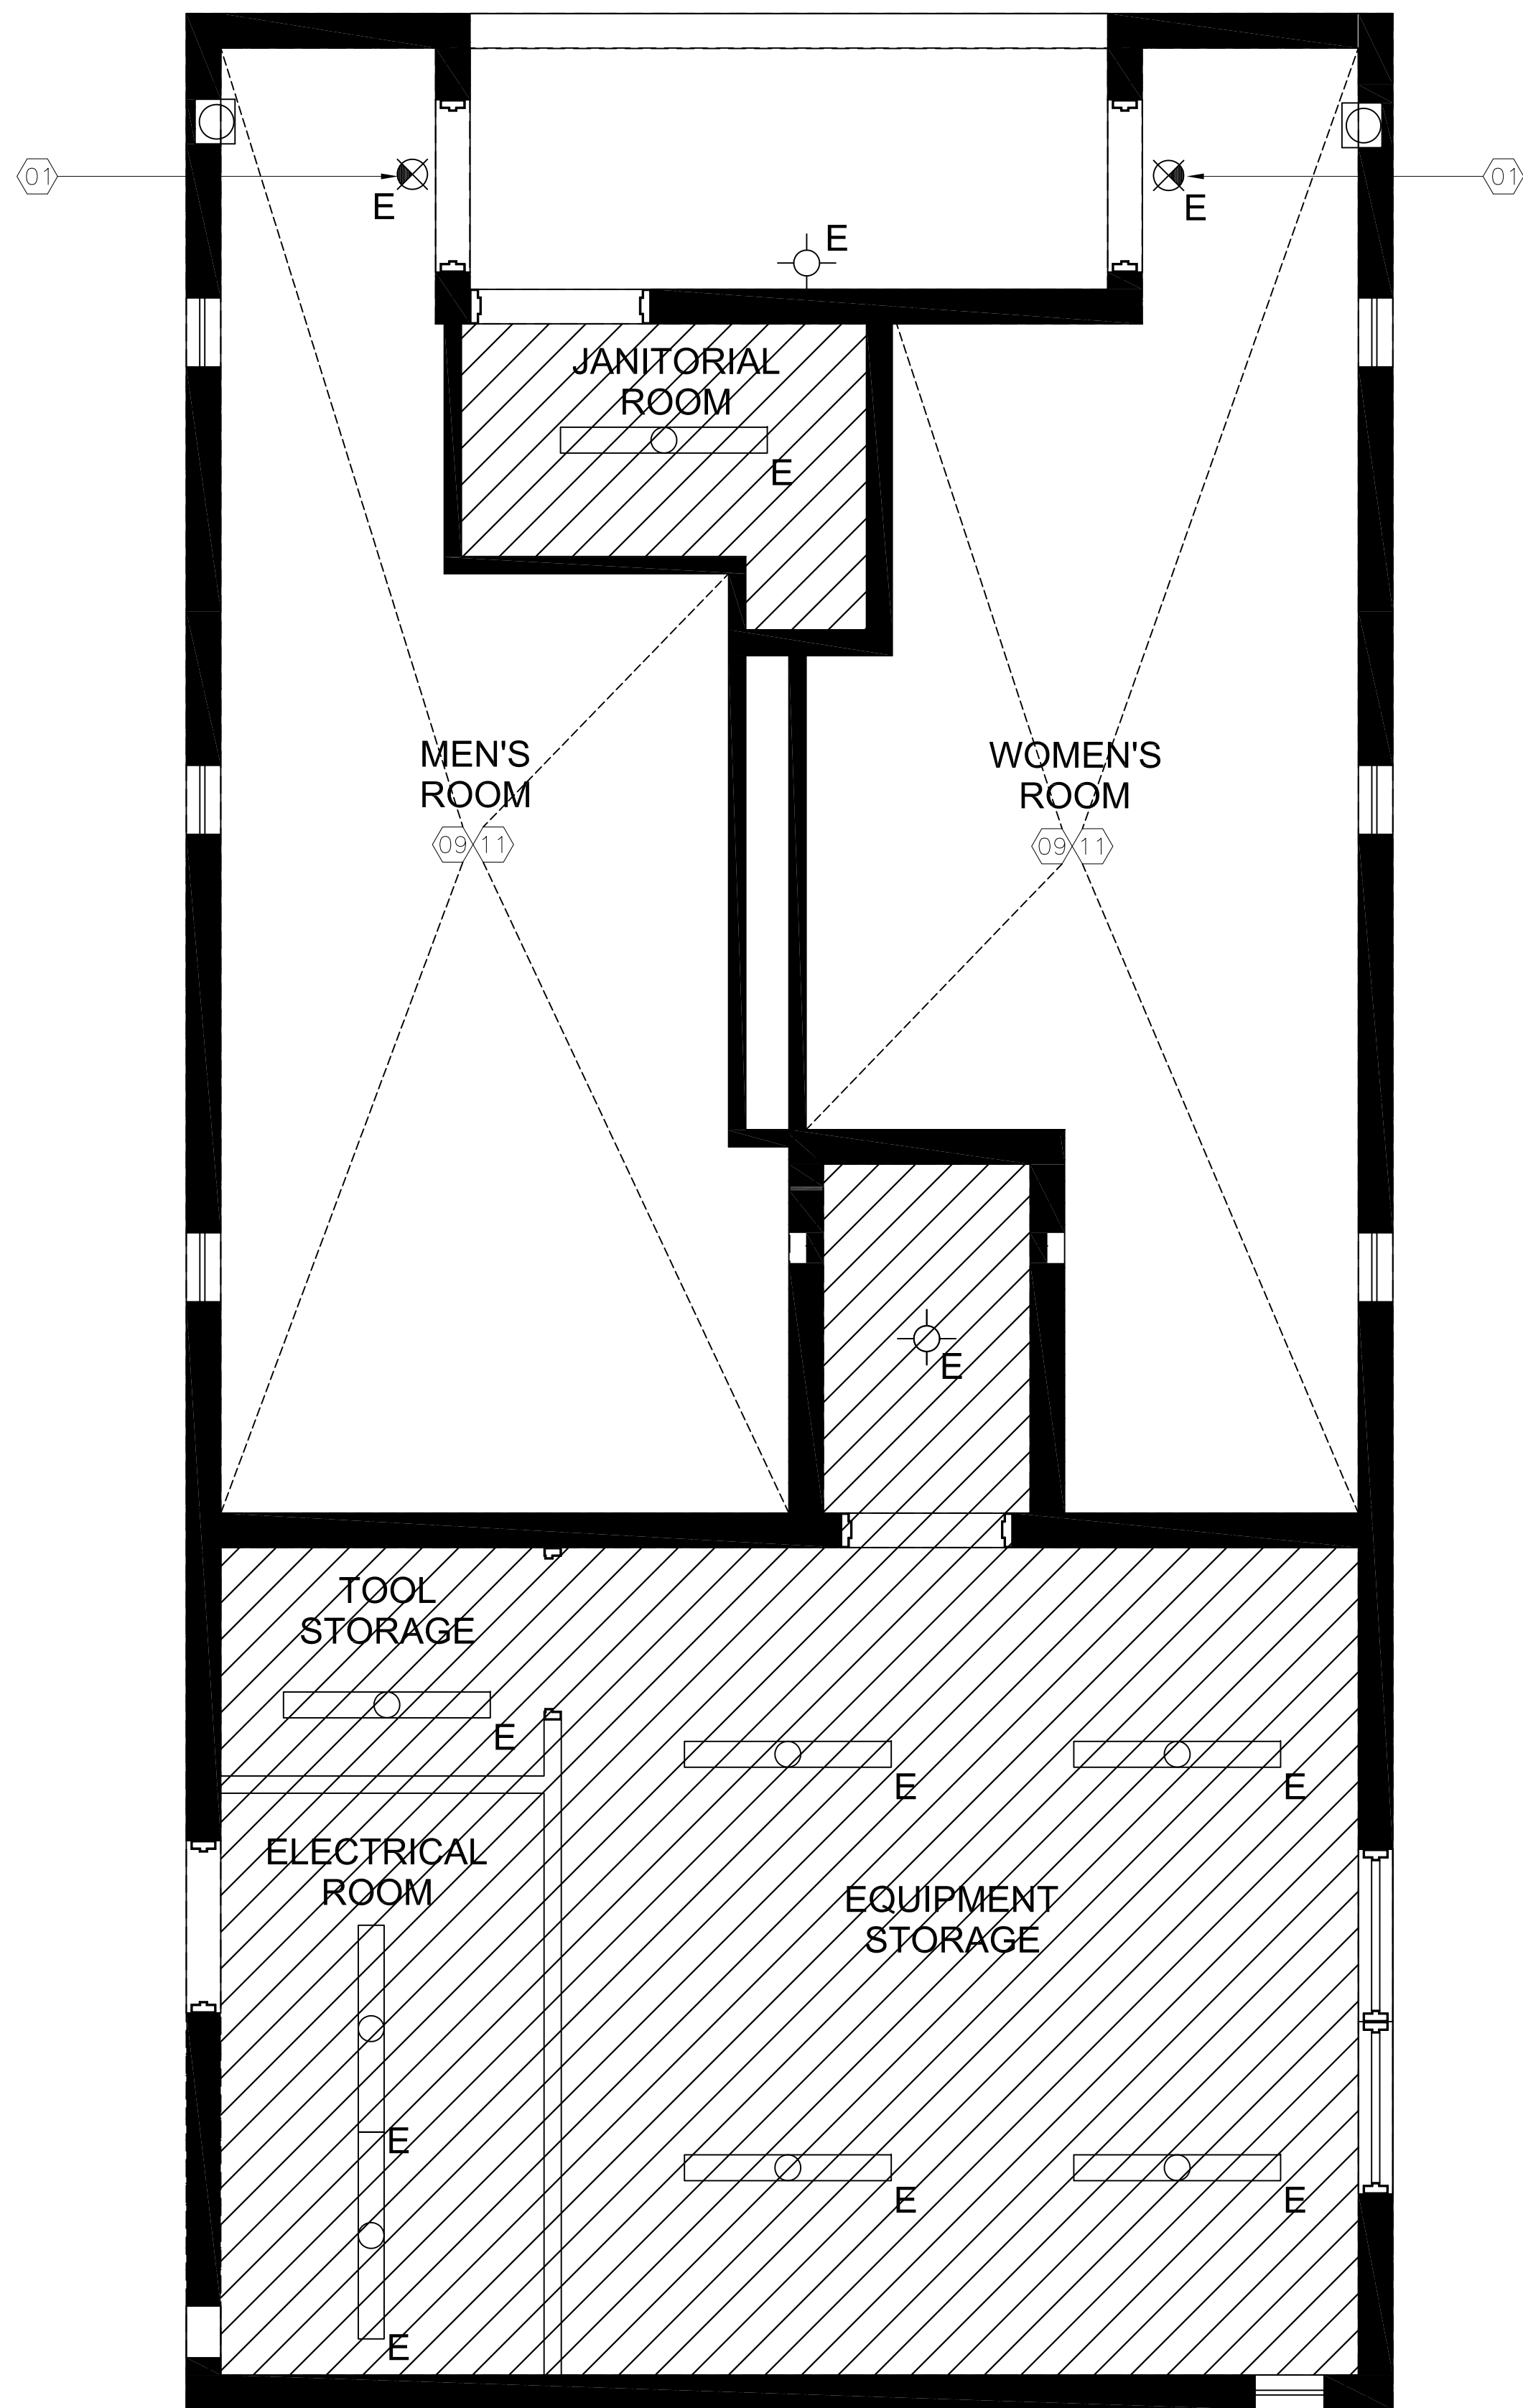 01
01
E
E
E
JANITORIAL
ROOM
E
MEN'S
ROOM
WOMEN'S
ROOM
09 11
09 11
E
TOOL
STORAGE
E
E
E
ELECTRICAL
ROOM
EQUIPMENT
STORAGE
E
E
E
E